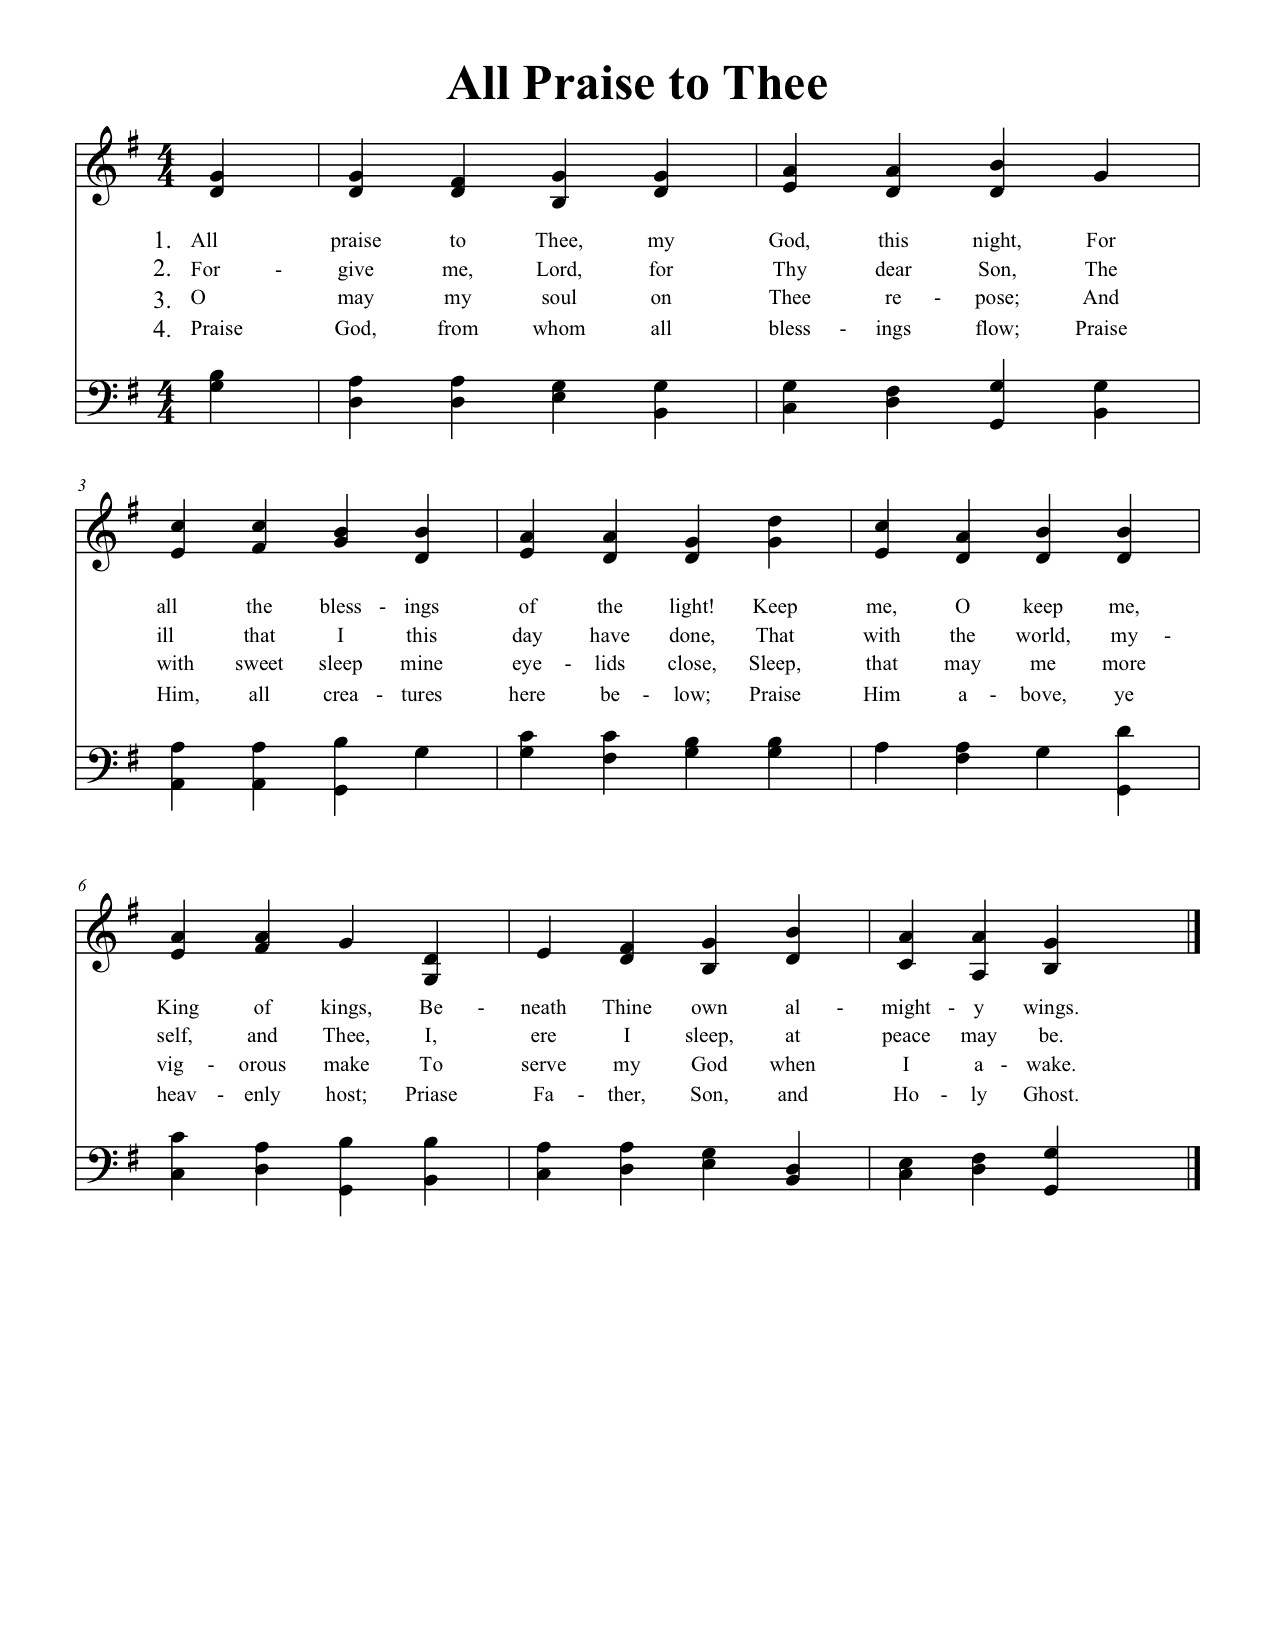 All Praise to Thee
4 4
1. All praise to Thee, my God, this night, For
2. For - give me, Lord, for Thy dear Son, The
3. O may my soul on Thee re - pose; And
4. Praise God, from whom all bless - ings flow; Praise
4 4
3
all the bless - ings of the light! Keep me, O keep me,
ill that I this day have done, That with the world, my -
with sweet sleep mine eye - lids close, Sleep, that may me more
Him, all crea - tures here be - low; Praise Him a - bove, ye
6
King of kings, Be - neath Thine own al - might - y wings.
self, and Thee, I, ere I sleep, at peace may be.
vig - orous make To serve my God when I a - wake.
heav - enly host; Priase Fa - ther, Son, and Ho - ly Ghost.